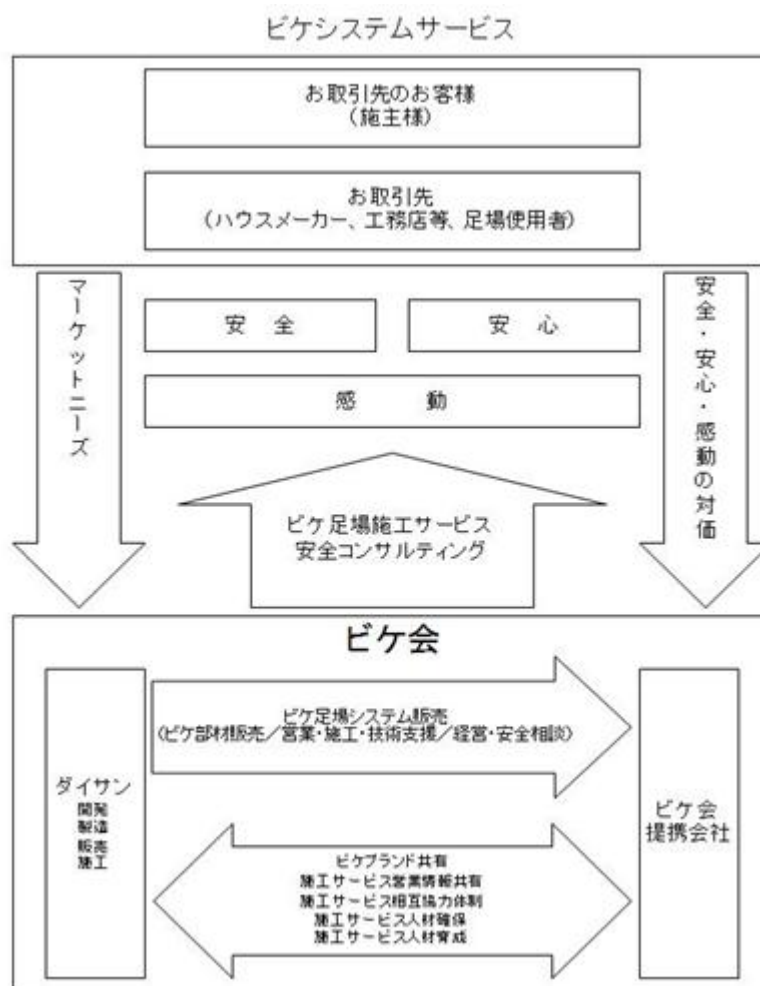 ビケシステムサービス
お取引先のお客様
(施主様)
お取引先
(ハウスメーカー、工務店等、足場使用者)
マーケットニーズ
安 全
安 心
感 動
安全・安心・感動の対価
ビケ足場施工サービス
安全コンサルティング
ビケ会
ダイサン
開発
製造
販売
施工
ビケ足場システム販売
(ビケ部材販売/営業・施工・技術支援/経営・安全相談)
ビケブランド共有
施工サービス営業情報共有
施工サービス相互協力体制
施工サービス人材確保
施工サービス人材育成
ビケ会
提携会社